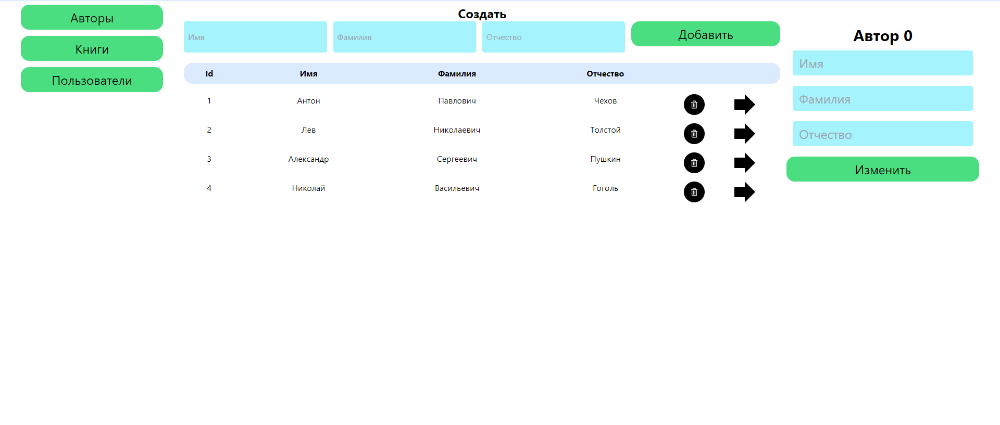 Авторы
Книги
Пользователи
Создать
Имя Фамилия Отчество Добавить
Id Имя Фамилия Отчество
1 Антон Павлович Чехов
2 Лев Николаевич Толстой
3 Александр Сергеевич Пушкин
4 Николай Васильевич Гоголь
Автор 0
Имя
Фамилия
Отчество
Изменить